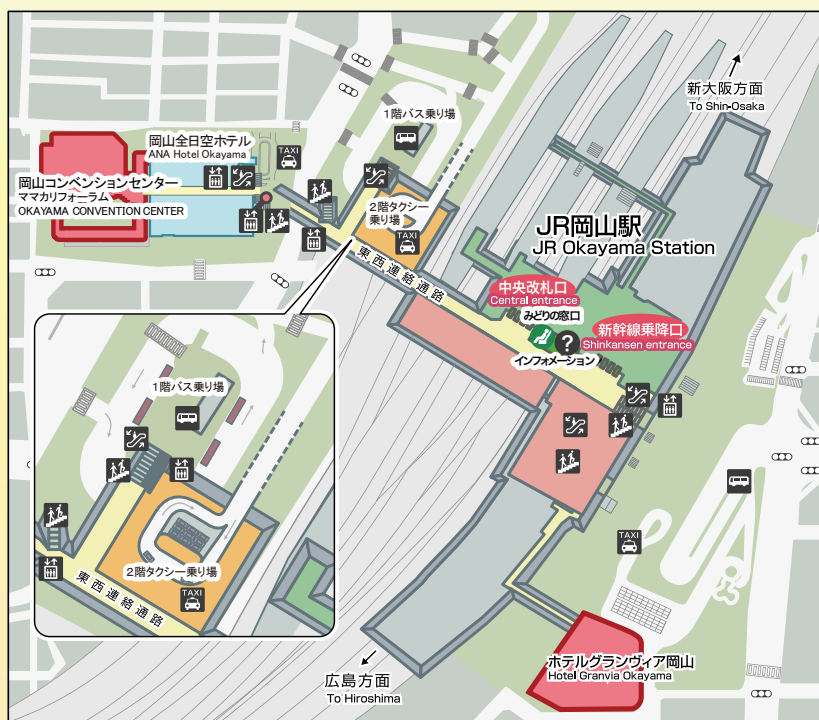 新大阪方面
To Shin-Osaka
1階バス乗り場
岡山全日空ホテル
ANA Hotel Okayama
TAXI
岡山コンベンションセンター
ママカリフォーラム
OKAYAMA CONVENTION CENTER
2階タクシー
乗り場
TAXI
JR岡山駅
JR Okayama Station
東西連絡通路
中央改札口
Central entrance
みどりの窓口
新幹線乗降口
Shinkansen entrance
?
インフォメーション
1階バス乗り場
2階タクシー乗り場
TAXI
東西連絡通路
TAXI
ホテルグランヴィア岡山
Hotel Granvia Okayama
広島方面
To Hiroshima